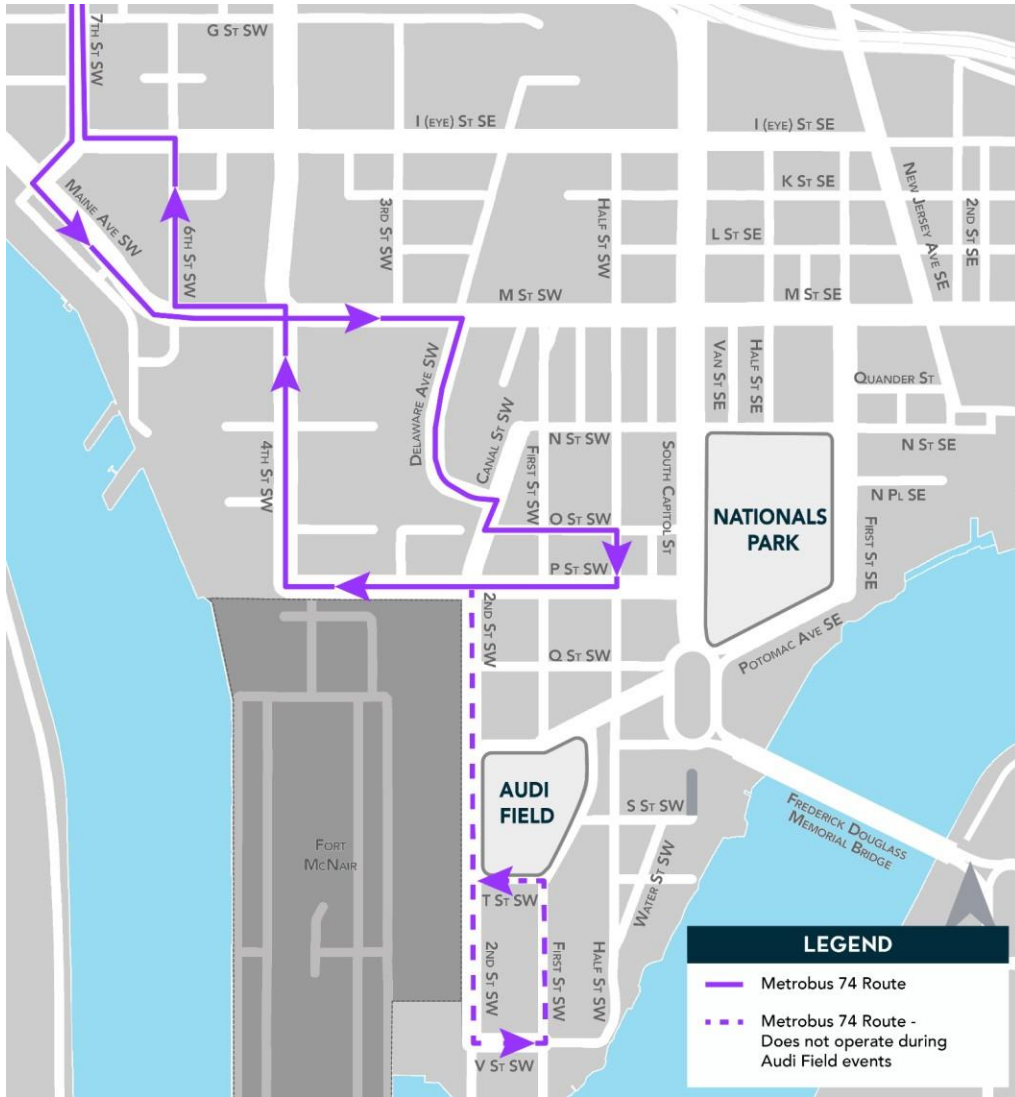 7TH ST SW
G ST SW
I (EYE) ST SE
I (EYE) ST SE
K ST SE
NEW JERSEY AVE SE
2ND ST SE
MAINE AVE SW
6TH ST SW
3RD ST SW
HALF ST SW
L ST SE
M ST SW
M ST SE
VAN ST SE
HALF ST SE
QUANDER ST
DELAWARE AVE SW
CANAL ST SW
4TH ST SW
FIRST ST SW
N ST SW
SOUTH CAPITOL ST
N ST SE
N PL SE
NATIONALS
PARK
FIRST ST SE
O ST SW
P ST SW
2ND ST SW
Q ST SW
POTOMAC AVE SE
AUDI
FIELD
S ST SW
FREDERICK DOUGLASS
MEMORIAL BRIDGE
FORT
MCNAIR
T ST SW
WATER ST SW
2ND ST SW
FIRST ST SW
HALF ST SW
V ST SW
LEGEND
Metrobus 74 Route
Metrobus 74 Route -
Does not operate during
Audi Field events